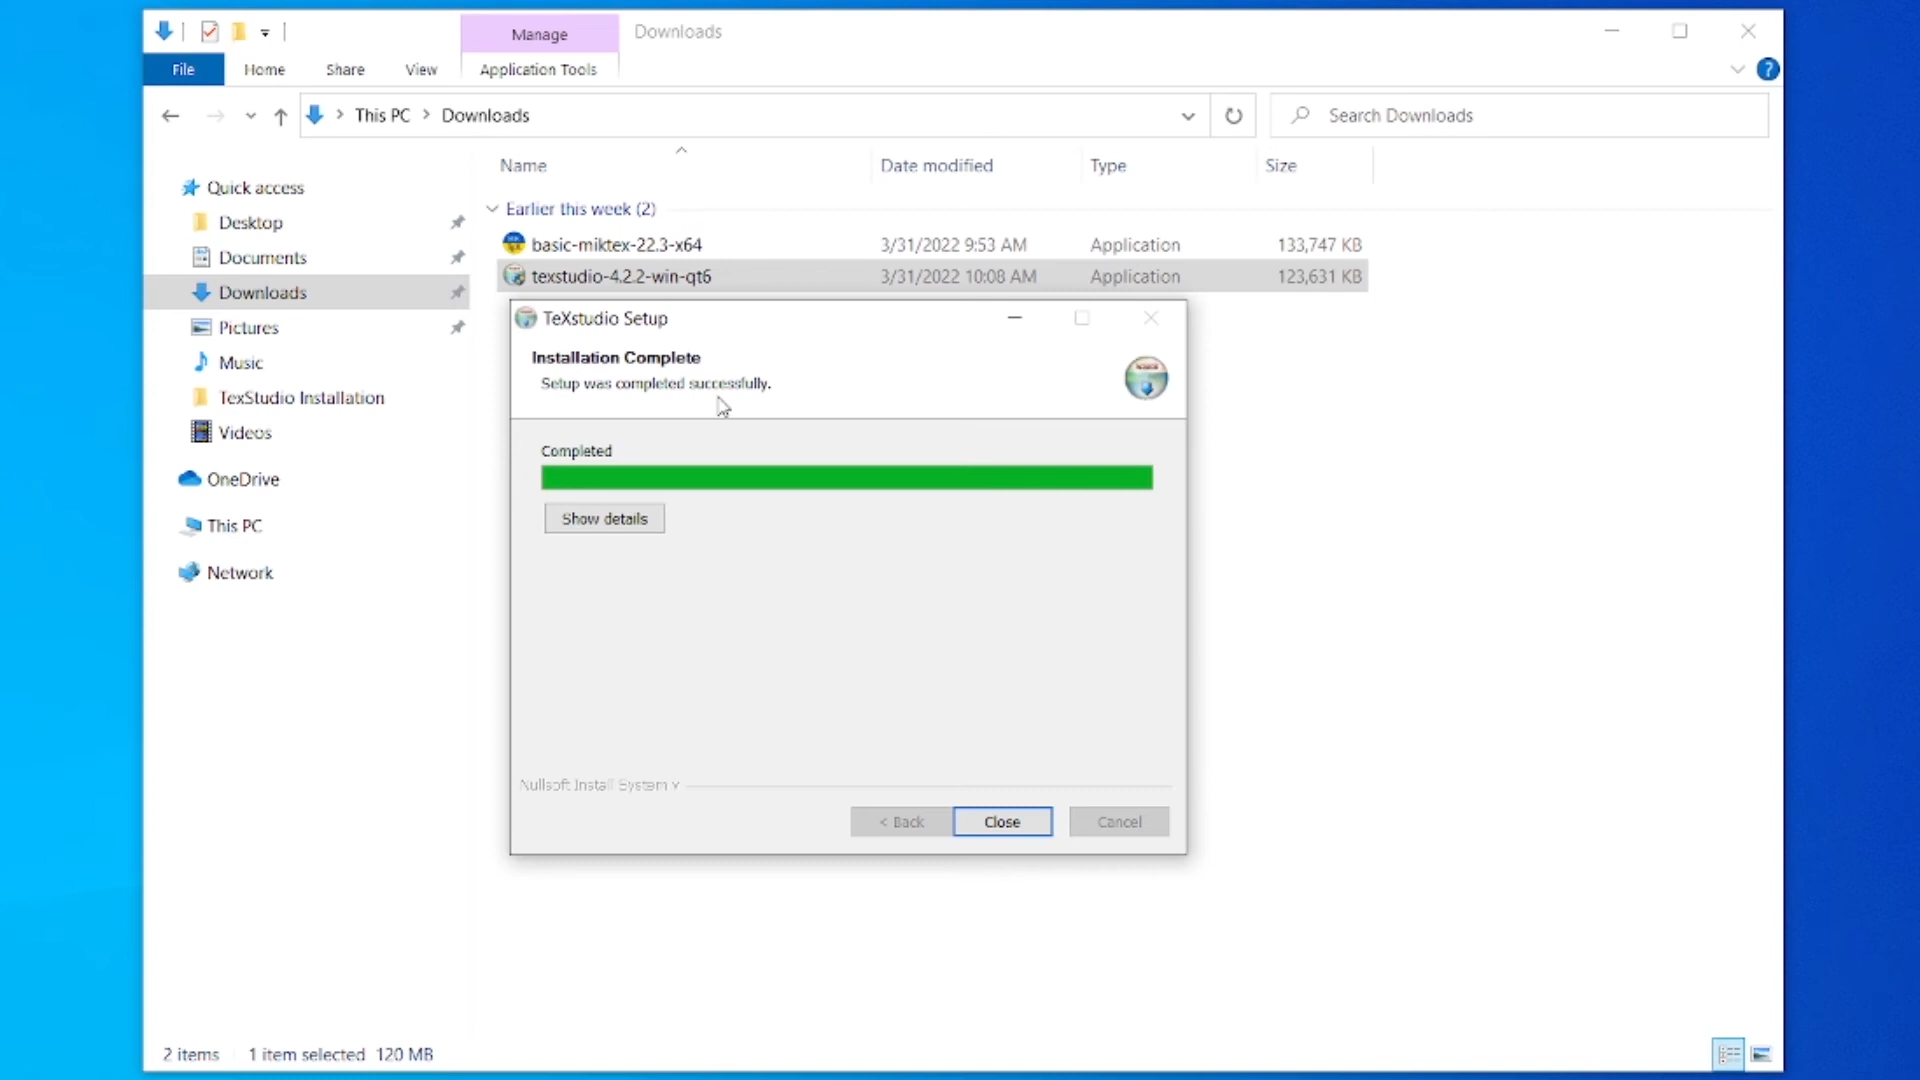 Manage
Downloads
File
Home
Share
View
Application Tools
?
This PC
Downloads
Search Downloads
Name
Date modified
Type
Size
Quick access
Desktop
Documents
Downloads
Pictures
Music
TexStudio Installation
Videos
OneDrive
This PC
Network
Earlier this week (2)
basic-miktex-22.3-x64 3/31/2022 9:53 AM Application 133,747 KB
texstudio-4.2.2-win-qt6 3/31/2022 10:08 AM Application 123,631 KB
TeXstudio Setup
Installation Complete
Setup was completed successfully.
Completed
Show details
Nullsoft Install System v
< Back
Close
Cancel
2 items
1 item selected 120 MB